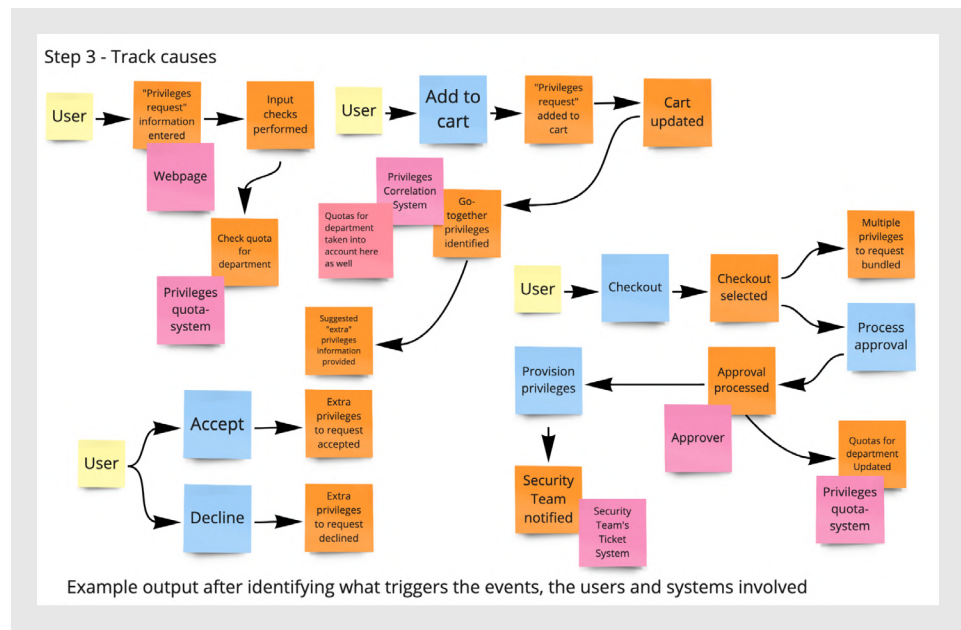 Step 3 - Track causes
User
"Privileges
request"
information
entered
Input
checks
performed
Webpage
Check quota
for
department
Privileges
quota-
system
User
Add to
cart
"Privileges
request"
added to
cart
Cart
updated
Privileges
Correlation
System
Quotas for
department
taken into
account here
as well
Go-
together
privileges
identified
Suggested
"extra"
privileges
information
provided
User
Accept
Extra
privileges
to request
accepted
Decline
Extra
privileges
to request
declined
User
Checkout
Checkout
selected
Multiple
privileges
to request
bundled
Process
approval
Approval
processed
Approver
Provision
privileges
Security
Team
notified
Security
Team's
Ticket
System
Quotas for
department
Updated
Privileges
quota-
system
Example output after identifying what triggers the events, the users and systems involved